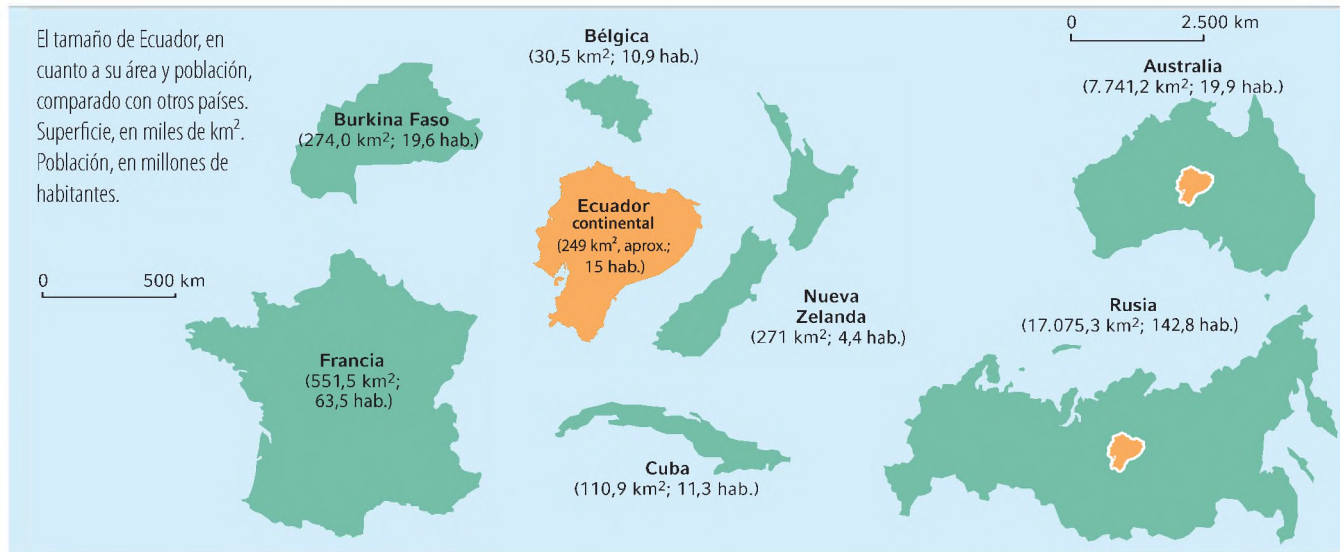 El tamaño de Ecuador, en
cuanto a su área y población,
comparado con otros países.
Superficie, en miles de km².
Población, en millones de
habitantes.
0 500 km
Burkina Faso
(274,0 km²; 19,6 hab.)
Bélgica
(30,5 km²; 10,9 hab.)
Ecuador
continental
(249 km², aprox.;
15 hab.)
Nueva
Zelanda
(271 km²; 4,4 hab.)
Francia
(551,5 km²;
63,5 hab.)
Cuba
(110,9 km²; 11,3 hab.)
0 2.500 km
Australia
(7.741,2 km²; 19,9 hab.)
Rusia
(17.075,3 km²; 142,8 hab.)